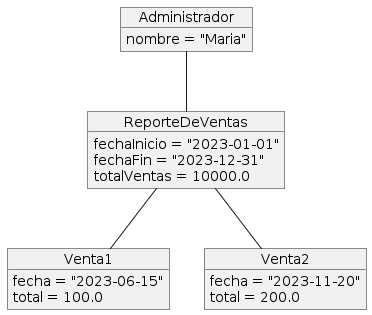 Administrador
nombre = "Maria"
ReporteDeVentas
fechaInicio = "2023-01-01"
fechaFin = "2023-12-31"
totalVentas = 10000.0
Venta1
fecha = "2023-06-15"
total = 100.0
Venta2
fecha = "2023-11-20"
total = 200.0